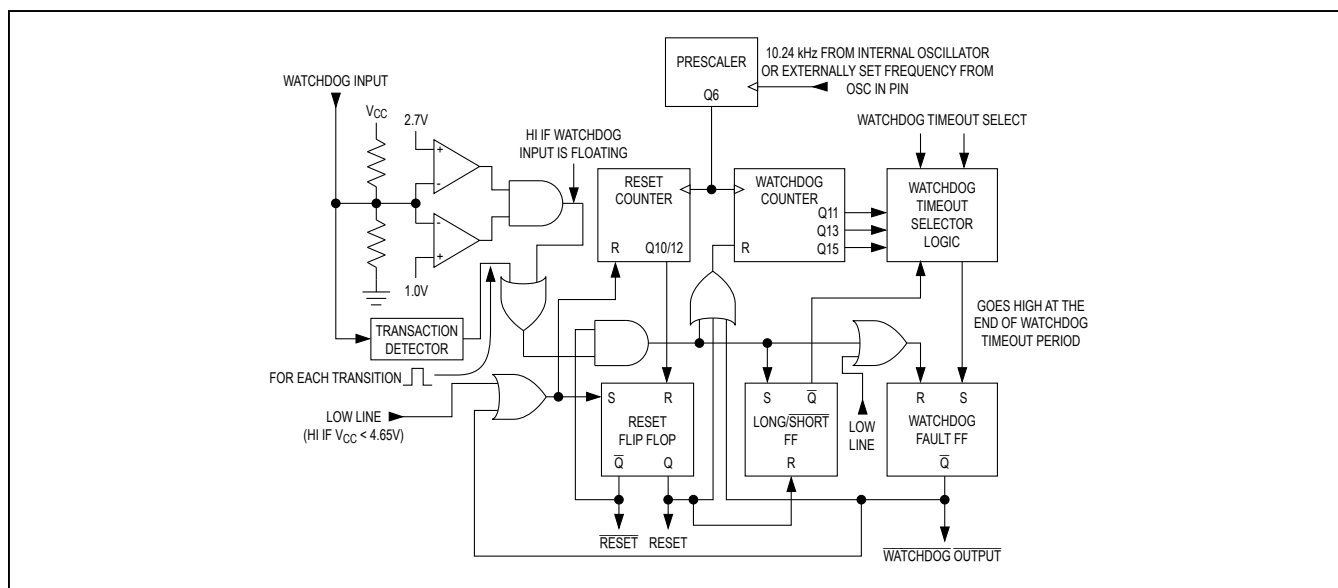 PRESCALER
Q6
10.24 kHz FROM INTERNAL OSCILLATOR
OR EXTERNALLY SET FREQUENCY FROM
OSC IN PIN
WATCHDOG INPUT
VCC
2.7V
+
-
-
+
1.0V
HI IF WATCHDOG
INPUT IS FLOATING
WATCHDOG TIMEOUT SELECT
RESET
COUNTER
R
Q10/12
WATCHDOG
COUNTER
Q11
Q13
Q15
R
WATCHDOG
TIMEOUT
SELECTOR
LOGIC
TRANSACTION
DETECTOR
GOES HIGH AT THE
END OF WATCHDOG
TIMEOUT PERIOD
FOR EACH TRANSITION
LOW LINE
(HI IF VCC < 4.65V)
S
R
RESET
FLIP FLOP
Q̅
Q
S
Q̅
LONG/S̅H̅O̅R̅T̅
FF
R
LOW
LINE
R
S
WATCHDOG
FAULT FF
Q̅
R̅E̅S̅E̅T̅
RESET
W̅A̅T̅C̅H̅D̅O̅G̅ O̅U̅T̅P̅U̅T̅